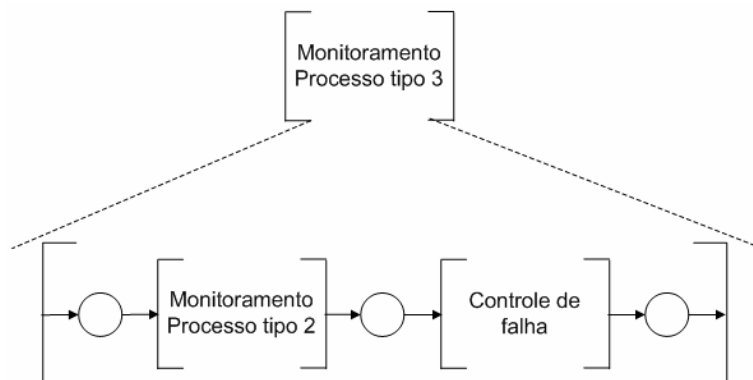 Monitoramento
Processo tipo 3
Monitoramento
Processo tipo 2
Controle de
falha